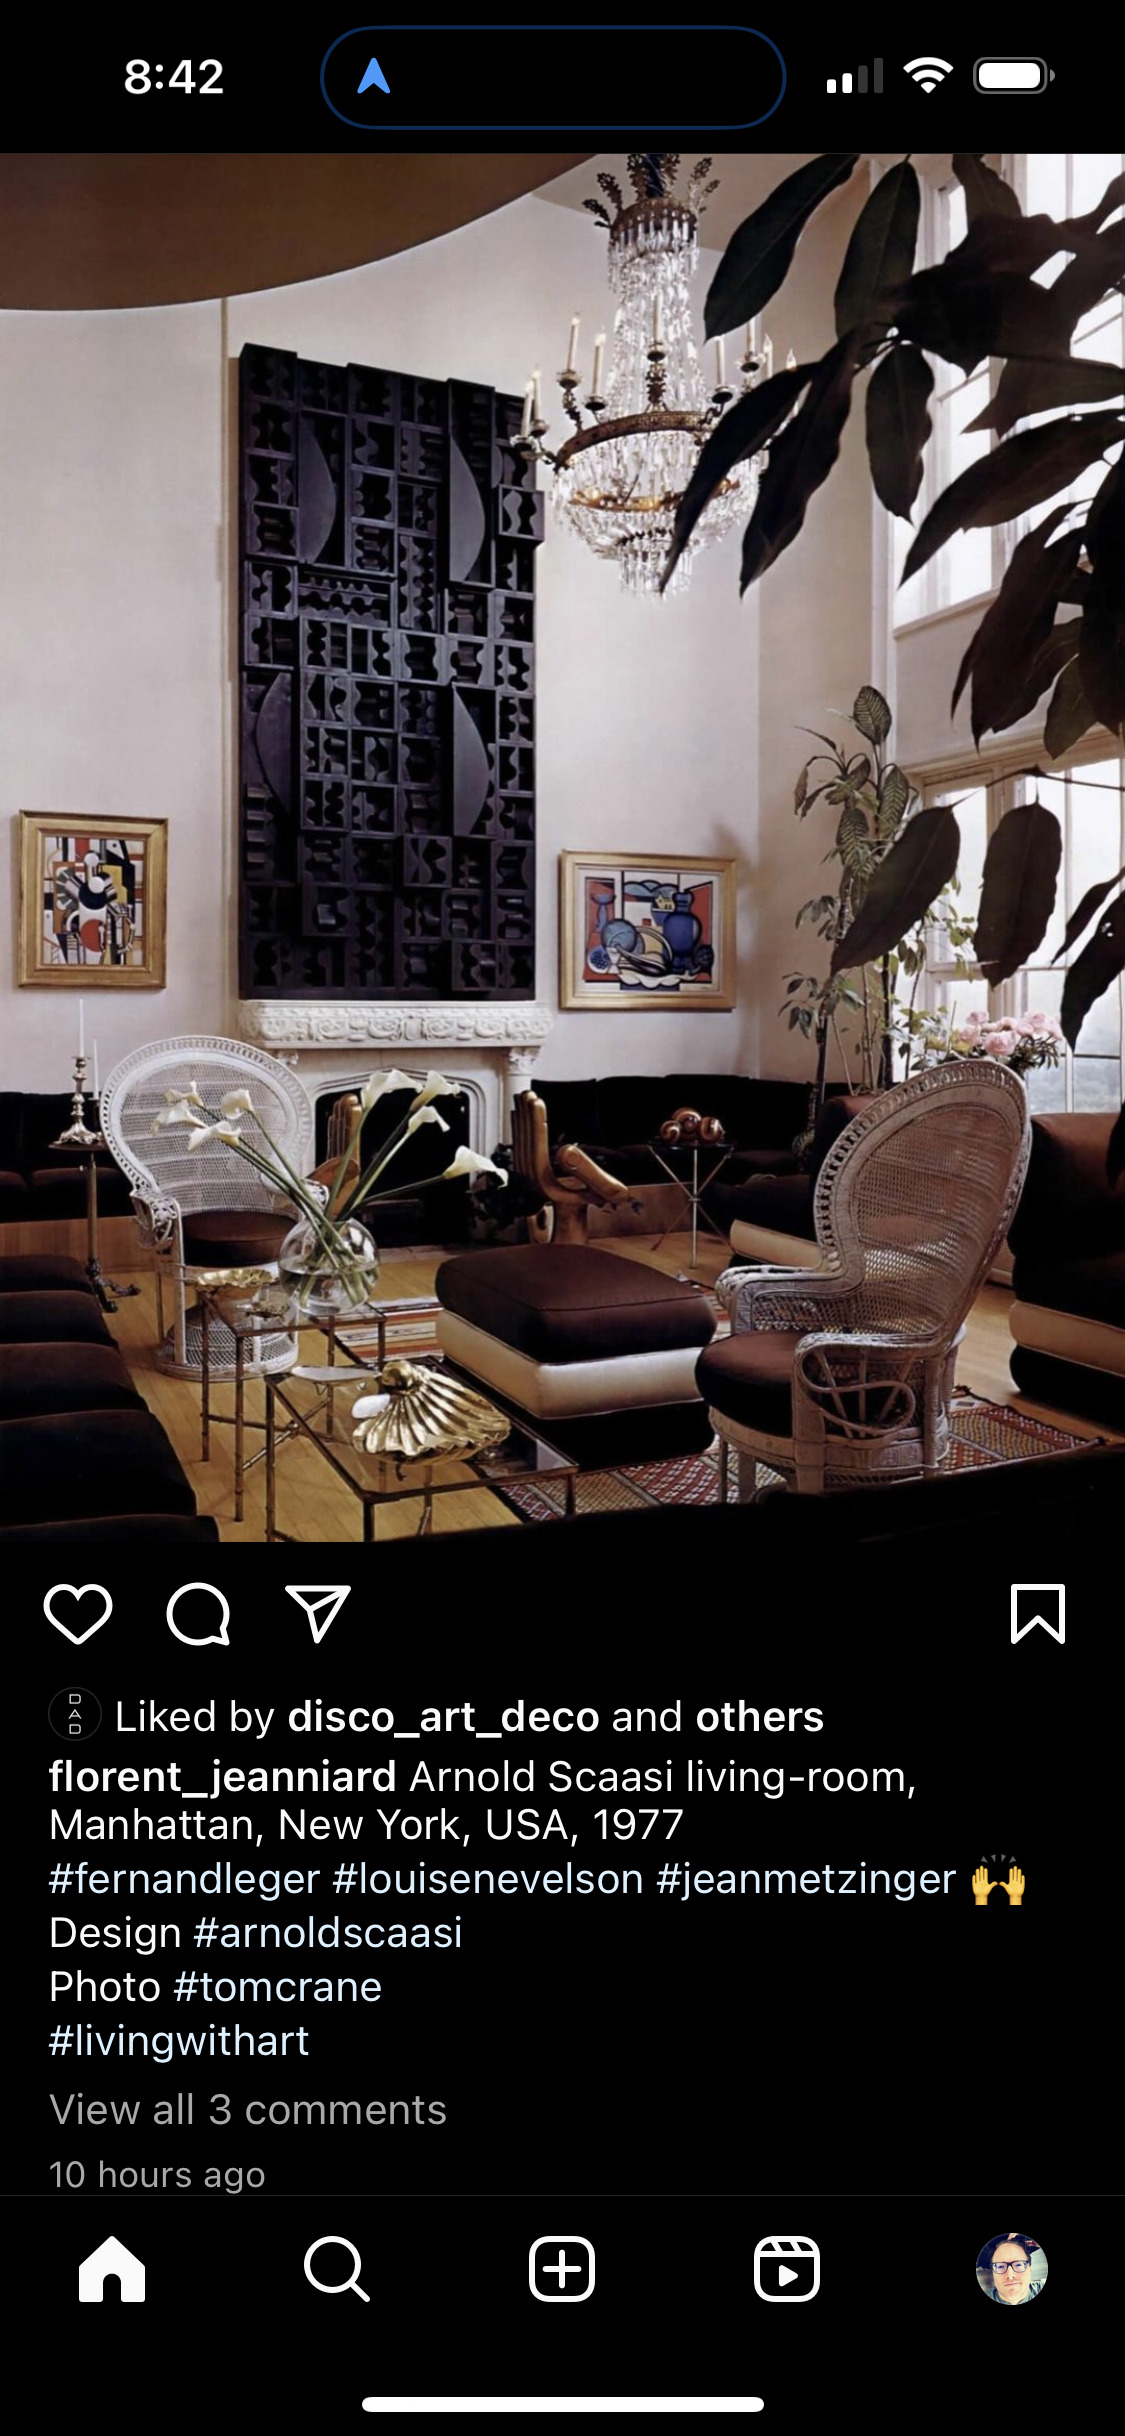 8:42
DAD
Liked by disco_art_deco and others
florent_jeanniard Arnold Scaasi living-room,
Manhattan, New York, USA, 1977
#fernandleger #louisenevelson #jeanmetzinger 🙌
Design #arnoldscaasi
Photo #tomcrane
#livingwithart
View all 3 comments
10 hours ago